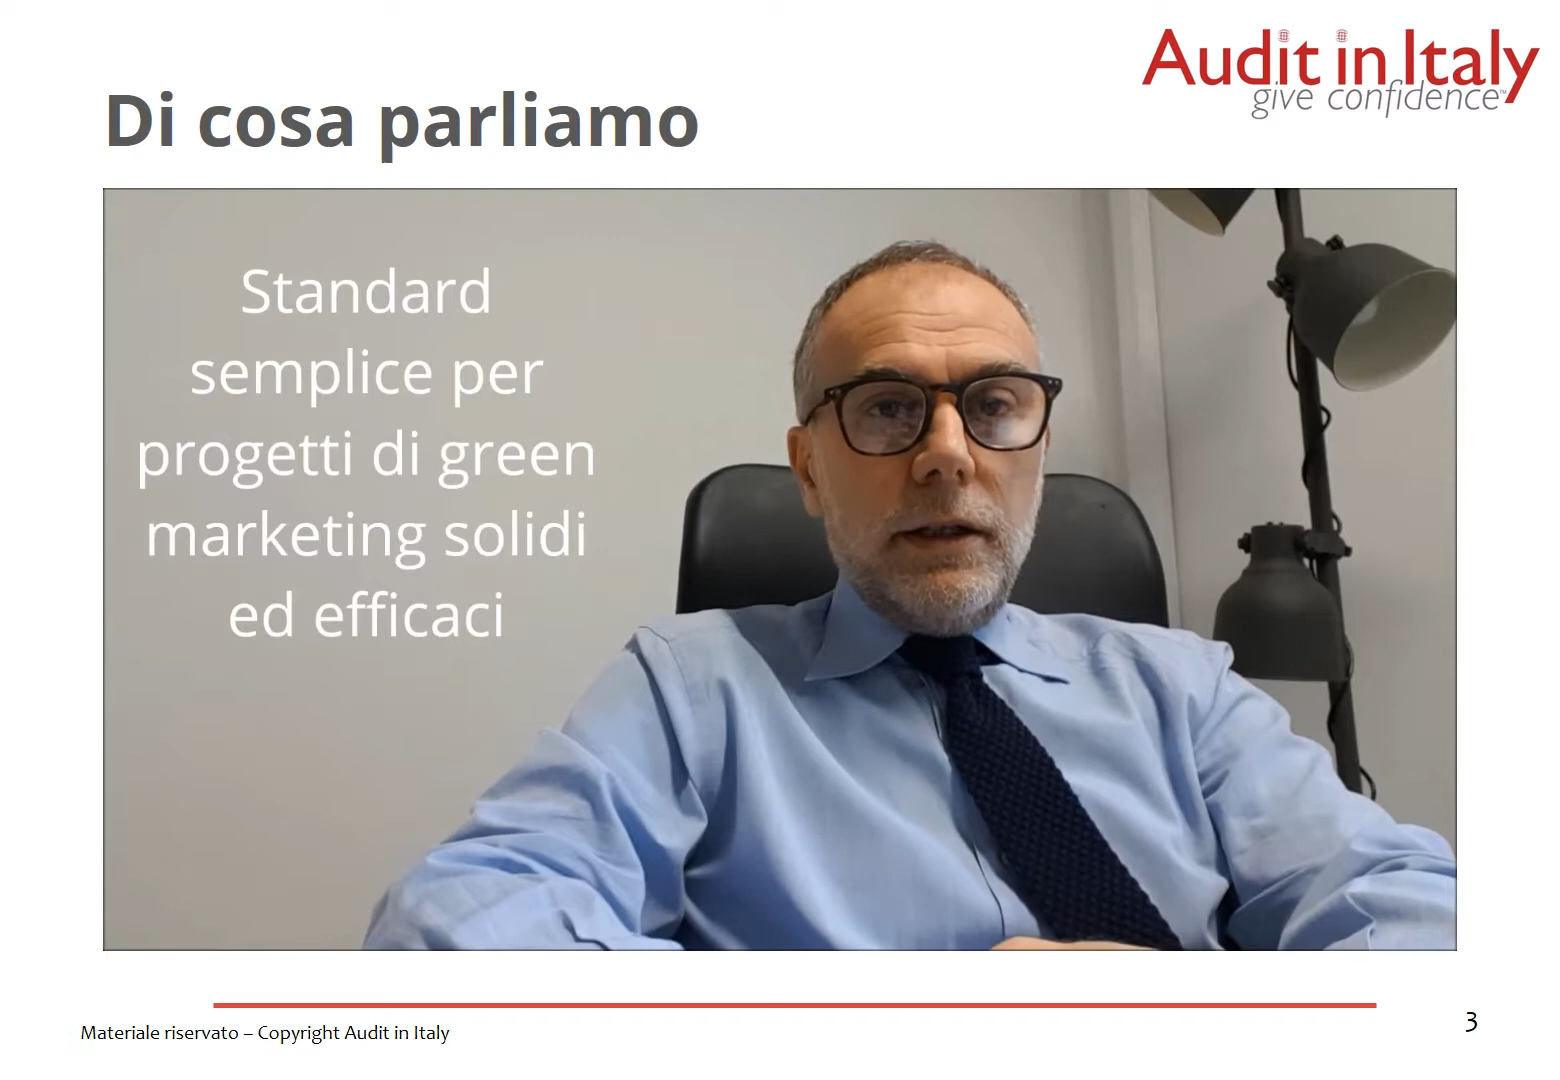 Audit in Italy
give confidence™
Di cosa parliamo
Standard
semplice per
progetti di green
marketing solidi
ed efficaci
Materiale riservato – Copyright Audit in Italy
3